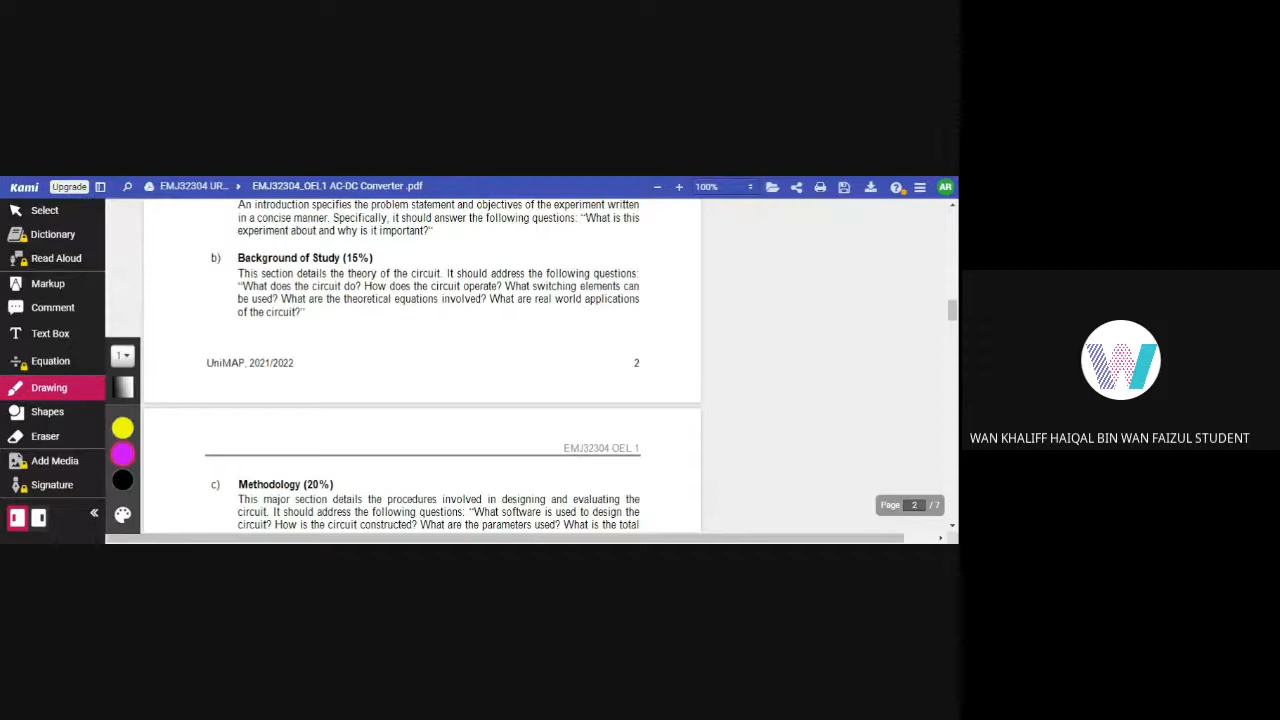 Kami Upgrade EMJ32304 UR... > EMJ32304_OEL1 AC-DC Converter .pdf 100% AR
Select
Dictionary
Read Aloud
Markup
Comment
Text Box
Equation
Drawing
Shapes
Eraser
Add Media
Signature
1
An introduction specifies the problem statement and objectives of the experiment written
in a concise manner. Specifically, it should answer the following questions: "What is this
experiment about and why is it important?"
b) Background of Study (15%)
This section details the theory of the circuit. It should address the following questions:
"What does the circuit do? How does the circuit operate? What switching elements can
be used? What are the theoretical equations involved? What are real world applications
of the circuit?"
UniMAP, 2021/2022 2
EMJ32304 OEL 1
c) Methodology (20%)
This major section details the procedures involved in designing and evaluating the
circuit. It should address the following questions: "What software is used to design the
circuit? How is the circuit constructed? What are the parameters used? What is the total
Page 2 / 7
WAN KHALIFF HAIQAL BIN WAN FAIZUL STUDENT